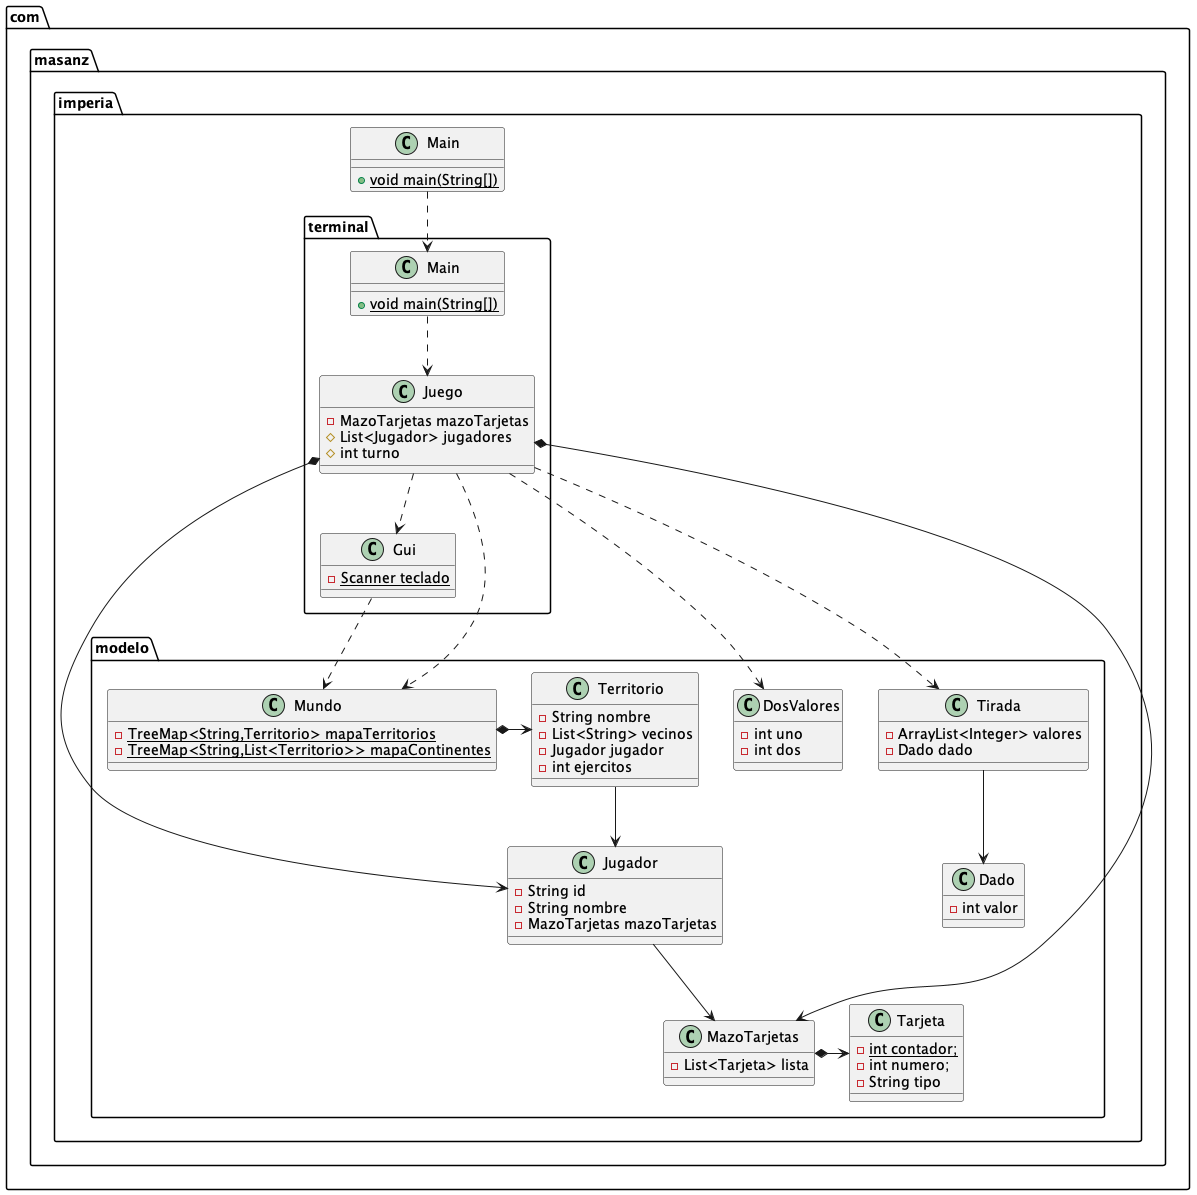 com
masanz
imperia
C Main
void main(String[])
terminal
C Main
void main(String[])
C Juego
MazoTarjetas mazoTarjetas
List<Jugador> jugadores
int turno
C Gui
Scanner teclado
modelo
C Mundo
TreeMap<String,Territorio> mapaTerritorios
TreeMap<String,List<Territorio>> mapaContinentes
C Territorio
String nombre
List<String> vecinos
Jugador jugador
int ejercitos
C DosValores
int uno
int dos
C Tirada
ArrayList<Integer> valores
Dado dado
C Jugador
String id
String nombre
MazoTarjetas mazoTarjetas
C Dado
int valor
C MazoTarjetas
List<Tarjeta> lista
C Tarjeta
int contador;
int numero;
String tipo